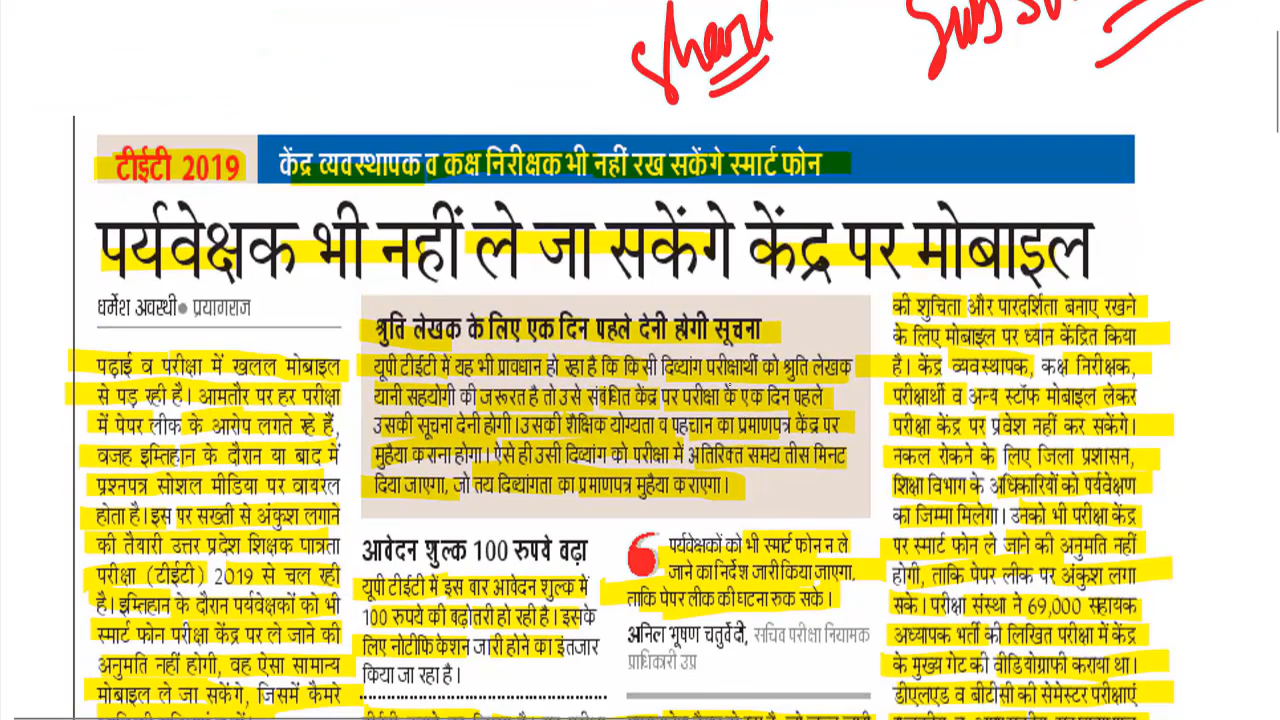 Share
टीईटी 2019
केंद्र व्यवस्थापक व कक्ष निरीक्षक भी नहीं रख सकेंगे स्मार्ट फोन
पर्यवेक्षक भी नहीं ले जा सकेंगे केंद्र पर मोबाइल
धर्मेश अवस्थी ● प्रयागराज
पढ़ाई व परीक्षा में खलल मोबाइल
से पड़ रही है। आमतौर पर हर परीक्षा
में पेपर लीक के आरोप लगते रहे हैं,
वजह इम्तिहान के दौरान या बाद में
प्रश्नपत्र सोशल मीडिया पर वायरल
होता है। इस पर सख्ती से अंकुश लगाने
की तैयारी उत्तर प्रदेश शिक्षक पात्रता
परीक्षा (टीईटी) 2019 से चल रही
है। इम्तिहान के दौरान पर्यवेक्षकों को भी
स्मार्ट फोन परीक्षा केंद्र पर ले जाने की
अनुमति नहीं होगी, वह ऐसा सामान्य
मोबाइल ले जा सकेंगे, जिसमें कैमरे
श्रुति लेखक के लिए एक दिन पहले देनी होगी सूचना
यूपी टीईटी में यह भी प्रावधान हो रहा है कि किसी दिव्यांग परीक्षार्थी को श्रुति लेखक
यानी सहयोगी की जरूरत है तो उसे संबंधित केंद्र पर परीक्षा के एक दिन पहले
उसकी सूचना देनी होगी। उसकी शैक्षिक योग्यता व पहचान का प्रमाणपत्र केंद्र पर
मुहैया कराना होगा। ऐसे ही उसी दिव्यांग को परीक्षा में अतिरिक्त समय तीस मिनट
दिया जाएगा, जो तय दिव्यांगता का प्रमाणपत्र मुहैया कराएगा।
आवेदन शुल्क 100 रुपये बढ़ा
यूपी टीईटी में इस बार आवेदन शुल्क में
100 रुपये की बढ़ोतरी हो रही है। इसके
लिए नोटीफिकेशन जारी होने का इंतजार
किया जा रहा है।
पर्यवेक्षकों को भी स्मार्ट फोन न ले
जाने का निर्देश जारी किया जाएगा,
ताकि पेपर लीक की घटना रुक सके।
अनिल भूषण चतुर्वेदी, सचिव परीक्षा नियामक
प्राधिकारी उप्र
की शुचिता और पारदर्शिता बनाए रखने
के लिए मोबाइल पर ध्यान केंद्रित किया
है। केंद्र व्यवस्थापक, कक्ष निरीक्षक,
परीक्षार्थी व अन्य स्टॉफ मोबाइल लेकर
परीक्षा केंद्र पर प्रवेश नहीं कर सकेंगे।
नकल रोकने के लिए जिला प्रशासन,
शिक्षा विभाग के अधिकारियों को पर्यवेक्षण
का जिम्मा मिलेगा। उनको भी परीक्षा केंद्र
पर स्मार्ट फोन ले जाने की अनुमति नहीं
होगी, ताकि पेपर लीक पर अंकुश लगा
सके। परीक्षा संस्था ने 69,000 सहायक
अध्यापक भर्ती की लिखित परीक्षा में केंद्र
के मुख्य गेट की वीडियोग्राफी कराया था।
डीएलएड व बीटीसी की सेमेस्टर परीक्षाएं